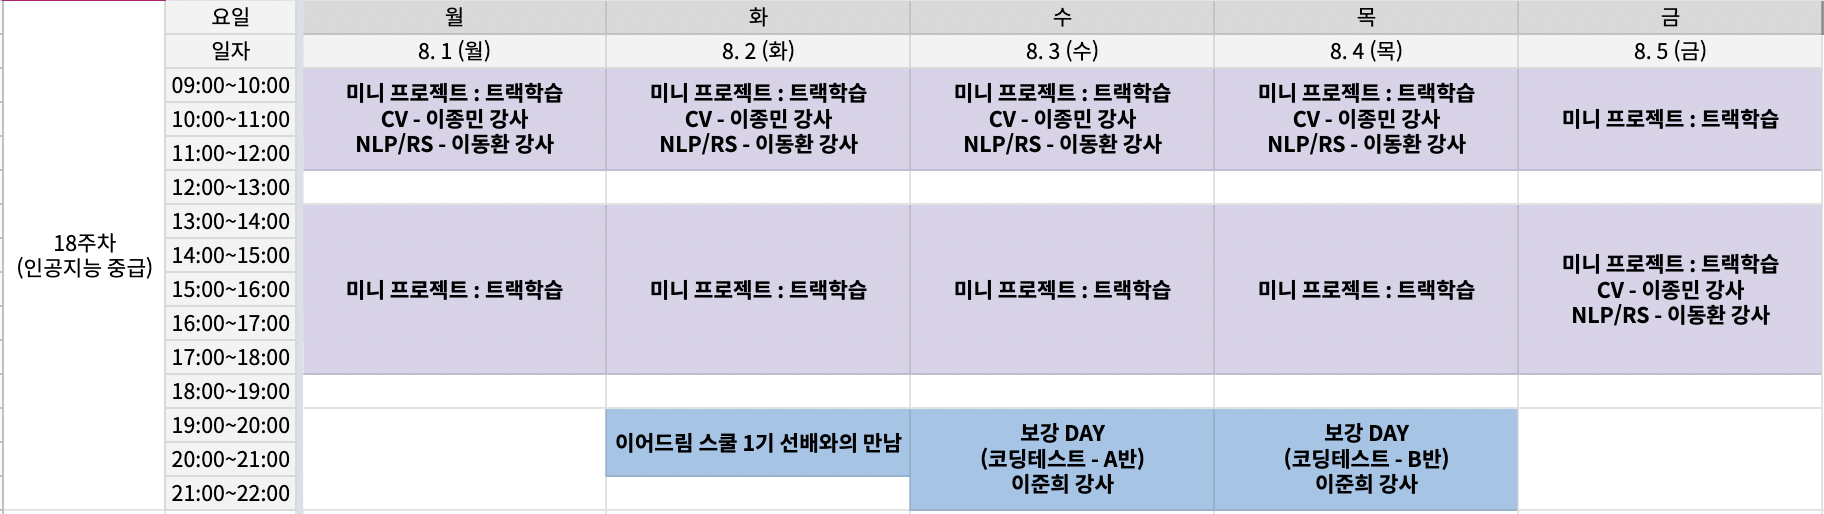 요일 월 화 수 목 금
일자 8. 1 (월) 8. 2 (화) 8. 3 (수) 8. 4 (목) 8. 5 (금)
18주차
(인공지능 중급)
09:00~10:00
10:00~11:00
11:00~12:00
12:00~13:00
13:00~14:00
14:00~15:00
15:00~16:00
16:00~17:00
17:00~18:00
18:00~19:00
19:00~20:00
20:00~21:00
21:00~22:00
미니 프로젝트 : 트랙학습
CV - 이종민 강사
NLP/RS - 이동환 강사
미니 프로젝트 : 트랙학습
CV - 이종민 강사
NLP/RS - 이동환 강사
미니 프로젝트 : 트랙학습
CV - 이종민 강사
NLP/RS - 이동환 강사
미니 프로젝트 : 트랙학습
CV - 이종민 강사
NLP/RS - 이동환 강사
미니 프로젝트 : 트랙학습
미니 프로젝트 : 트랙학습
미니 프로젝트 : 트랙학습
미니 프로젝트 : 트랙학습
미니 프로젝트 : 트랙학습
미니 프로젝트 : 트랙학습
CV - 이종민 강사
NLP/RS - 이동환 강사
이어드림 스쿨 1기 선배와의 만남
보강 DAY
(코딩테스트 - A반)
이준희 강사
보강 DAY
(코딩테스트 - B반)
이준희 강사